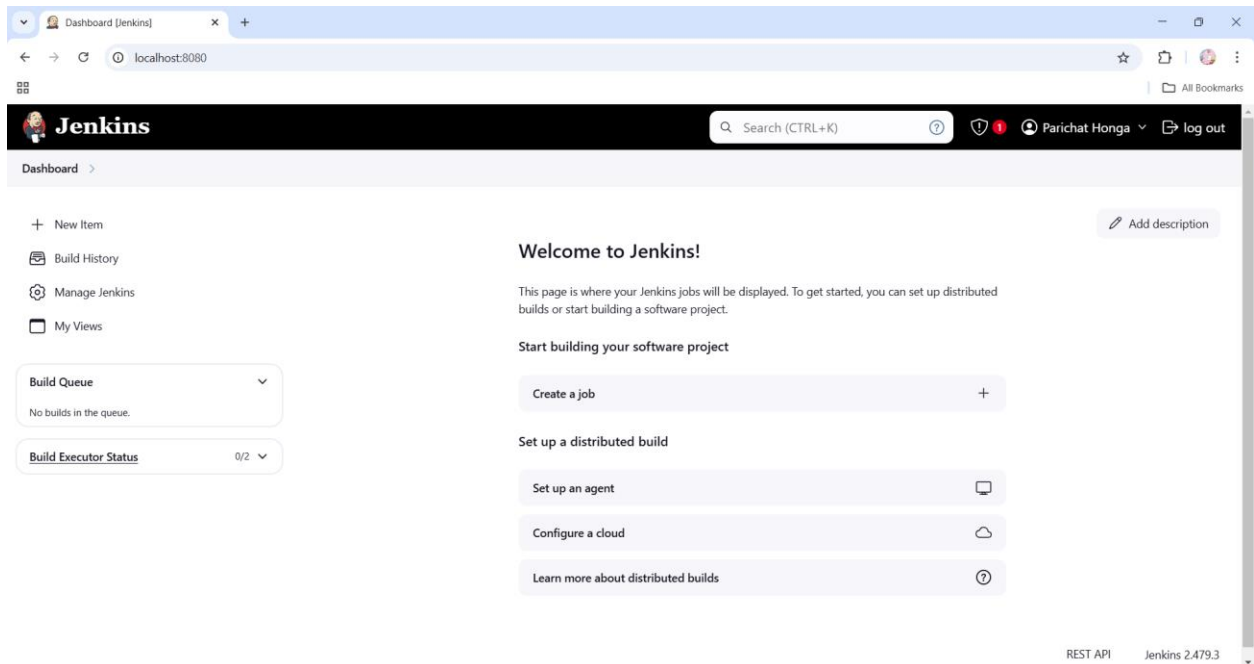 Dashboard [Jenkins]
localhost:8080
All Bookmarks
Jenkins
Search (CTRL+K)
1
Parichat Honga
log out
Dashboard
New Item
Build History
Manage Jenkins
My Views
Build Queue
No builds in the queue.
Build Executor Status 0/2
Add description
Welcome to Jenkins!
This page is where your Jenkins jobs will be displayed. To get started, you can set up distributed
builds or start building a software project.
Start building your software project
Create a job
Set up a distributed build
Set up an agent
Configure a cloud
Learn more about distributed builds
REST API Jenkins 2.479.3